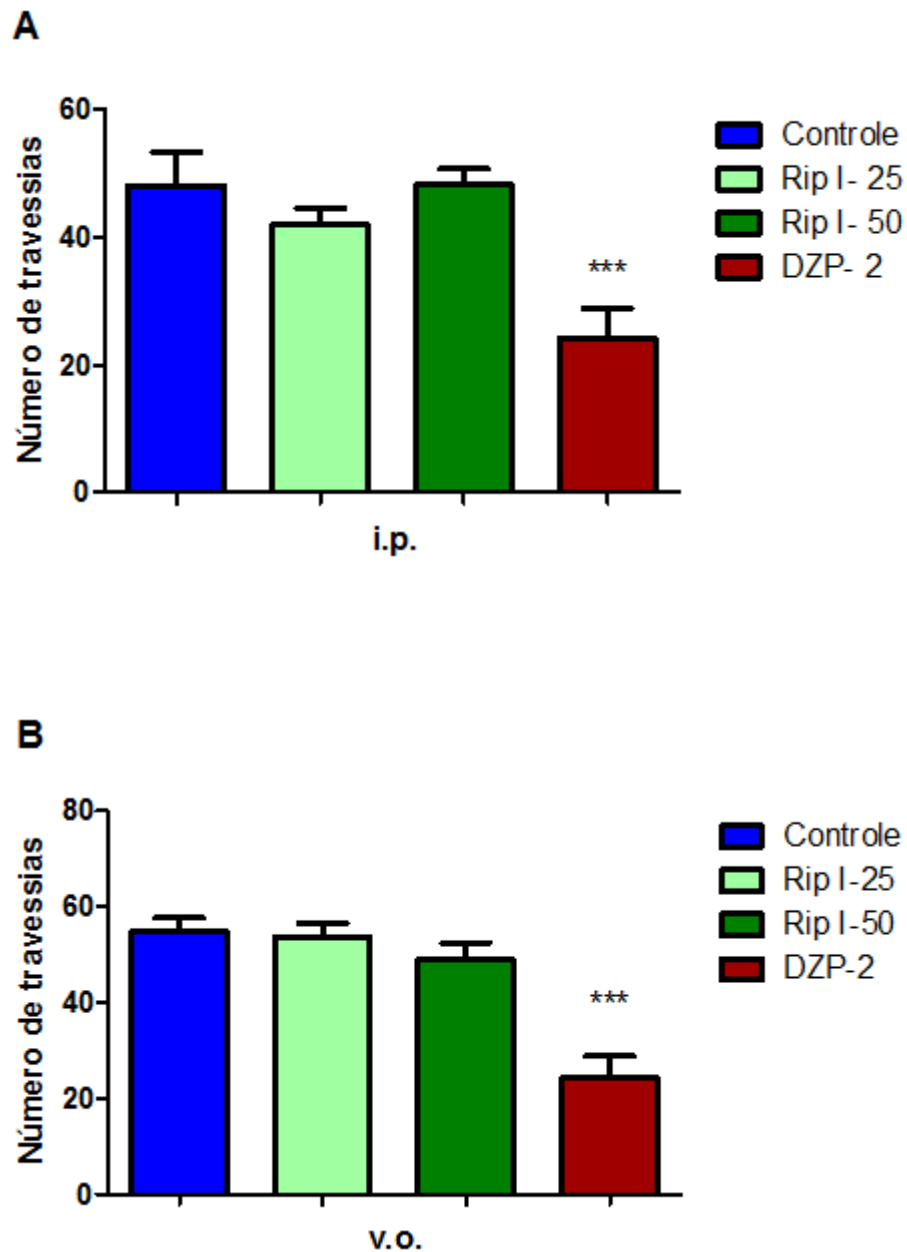 A
Número de travessias
60
40
20
0
***
i.p.
Controle
Rip I- 25
Rip I- 50
DZP- 2
B
Número de travessias
80
60
40
20
0
***
v.o.
Controle
Rip I-25
Rip I-50
DZP-2